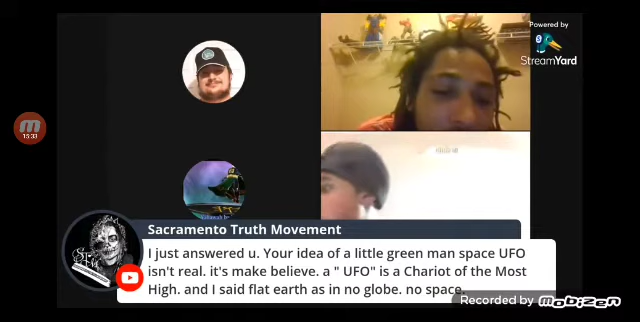 Powered by
StreamYard
15:33
Sacramento Truth Movement
I just answered u. Your idea of a little green man space UFO
isn't real. it's make believe. a " UFO" is a Chariot of the Most
High. and I said flat earth as in no globe. no space.
Recorded by mobizen